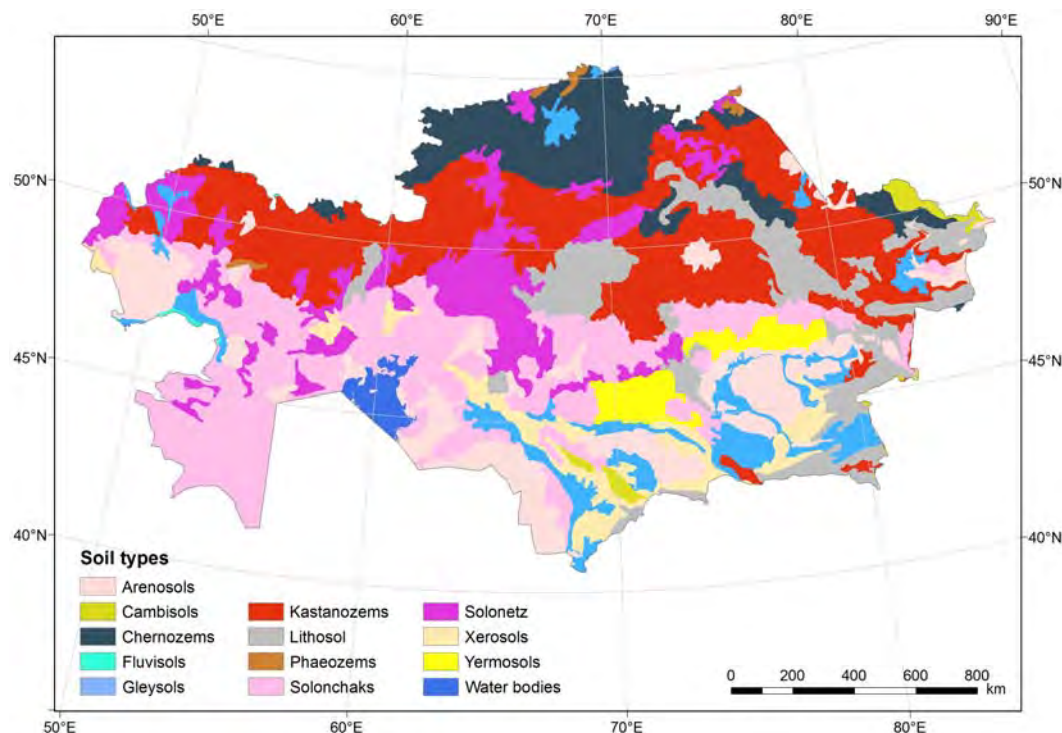 50°E 60°E 70°E 80°E 90°E
50°N 50°N
45°N 45°N
40°N 40°N
Soil types
Arenosols
Cambisols Kastanozems Solonetz
Chernozems Lithosol Xerosols
Fluvisols Phaeozems Yermosols
Gleysols Solonchaks Water bodies
0 200 400 600 800
km
50°E 60°E 70°E 80°E